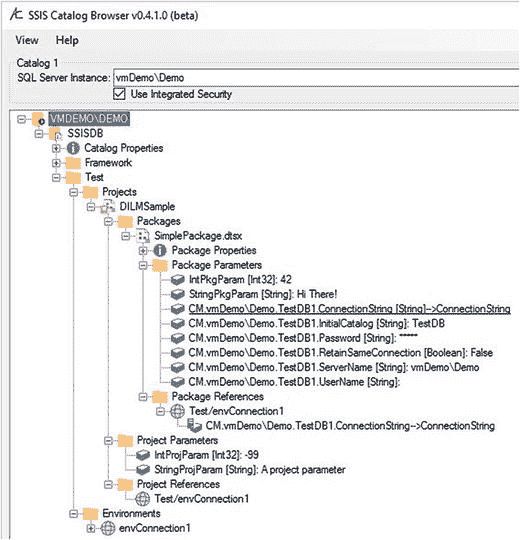 SSIS Catalog Browser v0.4.1.0 (beta)
View Help
Catalog 1
SQL Server Instance: vmDemo\Demo
Use Integrated Security
VMDEMO\DEMO
SSISDB
Catalog Properties
Framework
Test
Projects
DILMSample
Packages
SimplePackage.dtsx
Package Properties
Package Parameters
IntPkgParam [Int32]: 42
StringPkgParam [String]: Hi There!
CM.vmDemo\Demo.TestDB1.ConnectionString [String]-->ConnectionString
CM.vmDemo\Demo.TestDB1.InitialCatalog [String]: TestDB
CM.vmDemo\Demo.TestDB1.Password [String]: *****
CM.vmDemo\Demo.TestDB1.RetainSameConnection [Boolean]: False
CM.vmDemo\Demo.TestDB1.ServerName [String]: vmDemo\Demo
CM.vmDemo\Demo.TestDB1.UserName [String]:
Package References
Test/envConnection1
CM.vmDemo\Demo.TestDB1.ConnectionString-->ConnectionString
Project Parameters
IntProjParam [Int32]: -99
StringProjParam [String]: A project parameter
Project References
Test/envConnection1
Environments
envConnection1